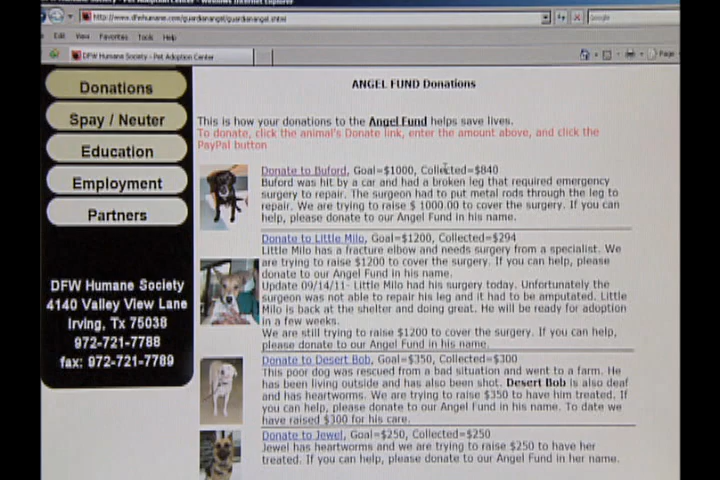 http://www.dfwhumane.com/guardianangel/guardianangel.shtml
Google
Edit View Favorites Tools Help
DFW Humane Society - Pet Adoption Center
Page
Donations
Spay / Neuter
Education
Employment
Partners
DFW Humane Society
4140 Valley View Lane
Irving, Tx 75038
972-721-7788
fax: 972-721-7789
ANGEL FUND Donations
This is how your donations to the Angel Fund helps save lives.
To donate, click the animal's Donate link, enter the amount above, and click the
PayPal button
Donate to Buford, Goal=$1000, Collected=$840
Buford was hit by a car and had a broken leg that required emergency
surgery to repair. The surgeon had to put metal rods through the leg to
repair. We are trying to raise $ 1000.00 to cover the surgery. If you can
help, please donate to our Angel Fund in his name.
Donate to Little Milo, Goal=$1200, Collected=$294
Little Milo has a fracture elbow and needs surgery from a specialist. We
are trying to raise $1200 to cover the surgery. If you can help, please
donate to our Angel Fund in his name.
Update 09/14/11- Little Milo had his surgery today. Unfortunately the
surgeon was not able to repair his leg and it had to be amputated. Little
Milo is back at the shelter and doing great. He will be ready for adoption
in a few weeks.
We are still trying to raise $1200 to cover the surgery. If you can help,
please donate to our Angel Fund in his name.
Donate to Desert Bob, Goal=$350, Collected=$300
This poor dog was rescued from a bad situation and went to a farm. He
has been living outside and has also been shot. Desert Bob is also deaf
and has heartworms. We are trying to raise $350 to have him treated. If
you can help, please donate to our Angel Fund in his name. To date we
have raised $300 for his care.
Donate to Jewel, Goal=$250, Collected=$250
Jewel has heartworms and we are trying to raise $250 to have her
treated. If you can help, please donate to our Angel Fund in her name.